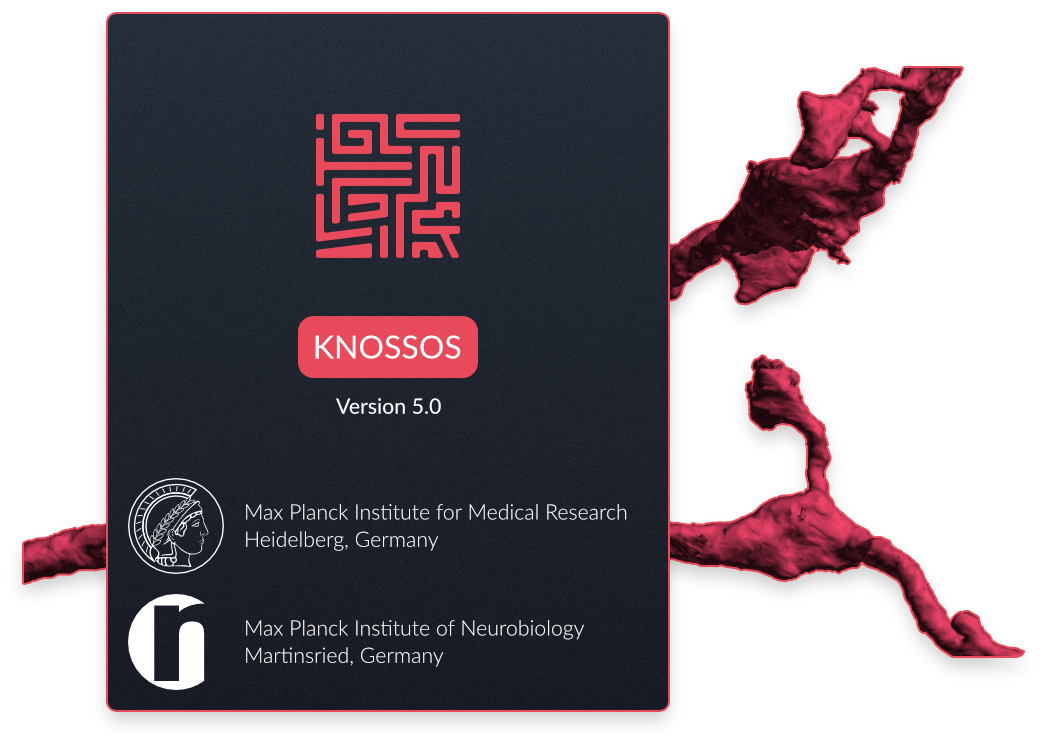 KNOSSOS
Version 5.0
Max Planck Institute for Medical Research
Heidelberg, Germany
Max Planck Institute of Neurobiology
Martinsried, Germany